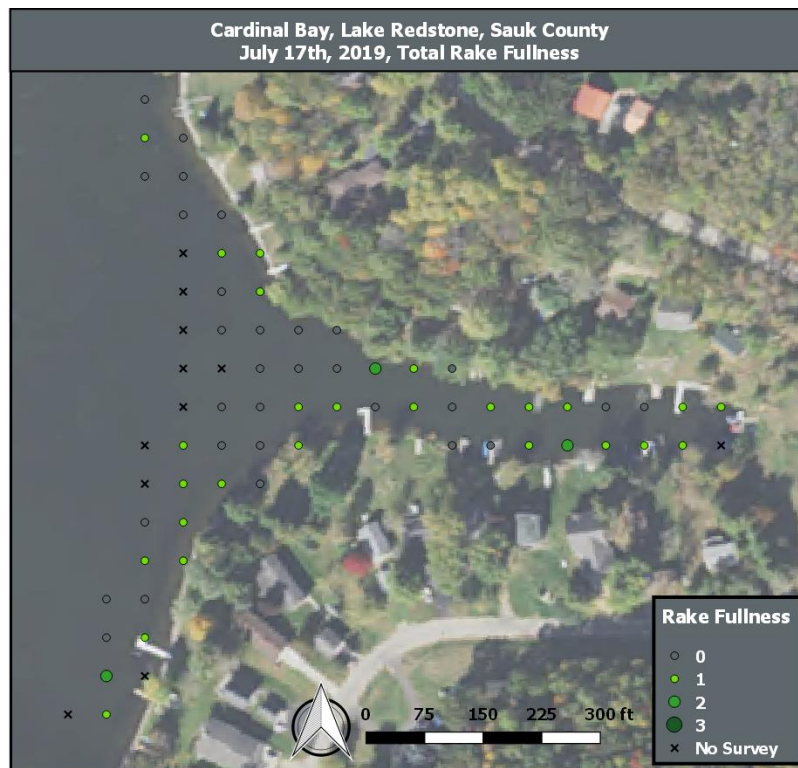 Cardinal Bay, Lake Redstone, Sauk County
July 17th, 2019, Total Rake Fullness
Rake Fullness
0
1
2
3
No Survey
0 75 150 225 300 ft